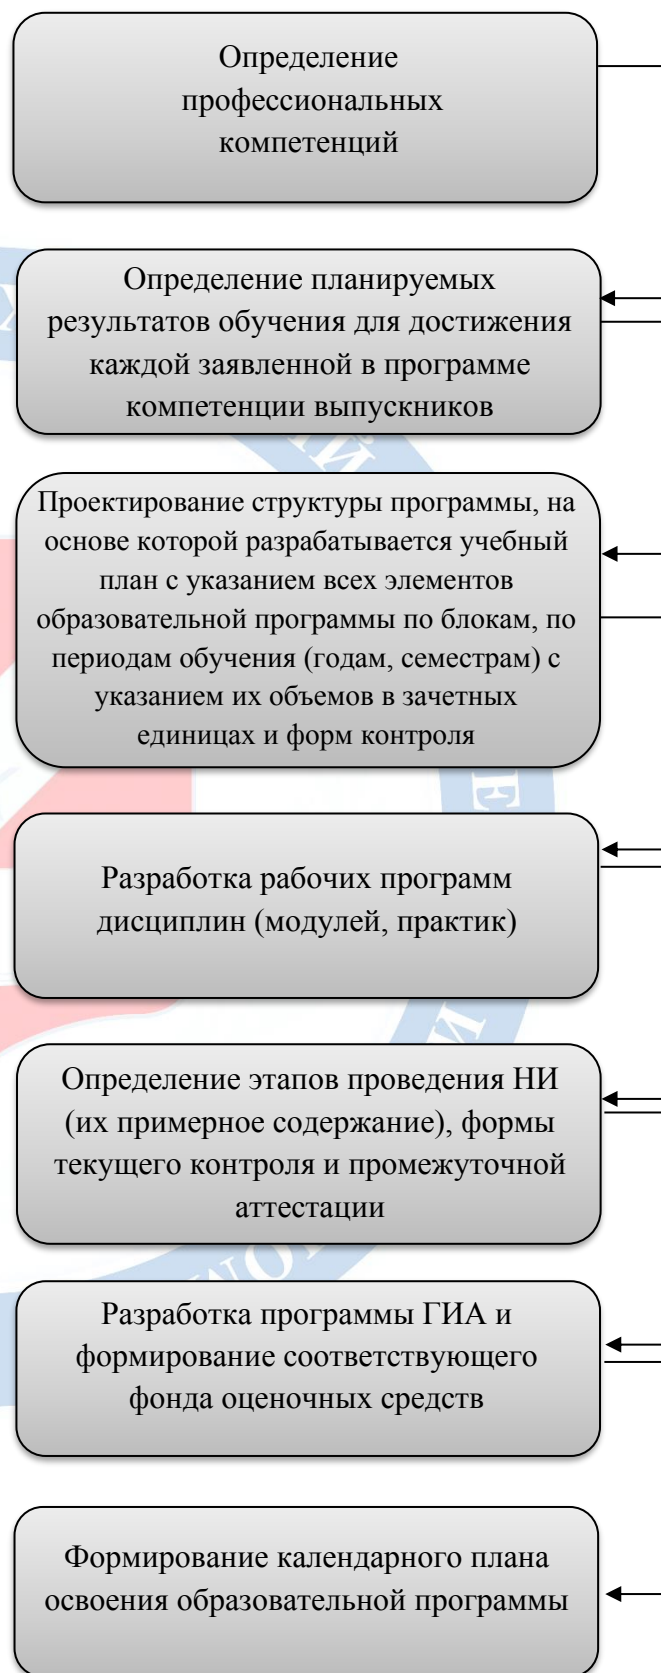 Определение
профессиональных
компетенций
Определение планируемых
результатов обучения для достижения
каждой заявленной в программе
компетенции выпускников
Проектирование структуры программы, на
основе которой разрабатывается учебный
план с указанием всех элементов
образовательной программы по блокам, по
периодам обучения (годам, семестрам) с
указанием их объемов в зачетных
единицах и форм контроля
Разработка рабочих программ
дисциплин (модулей, практик)
Определение этапов проведения НИ
(их примерное содержание), формы
текущего контроля и промежуточной
аттестации
Разработка программы ГИА и
формирование соответствующего
фонда оценочных средств
Формирование календарного плана
освоения образовательной программы